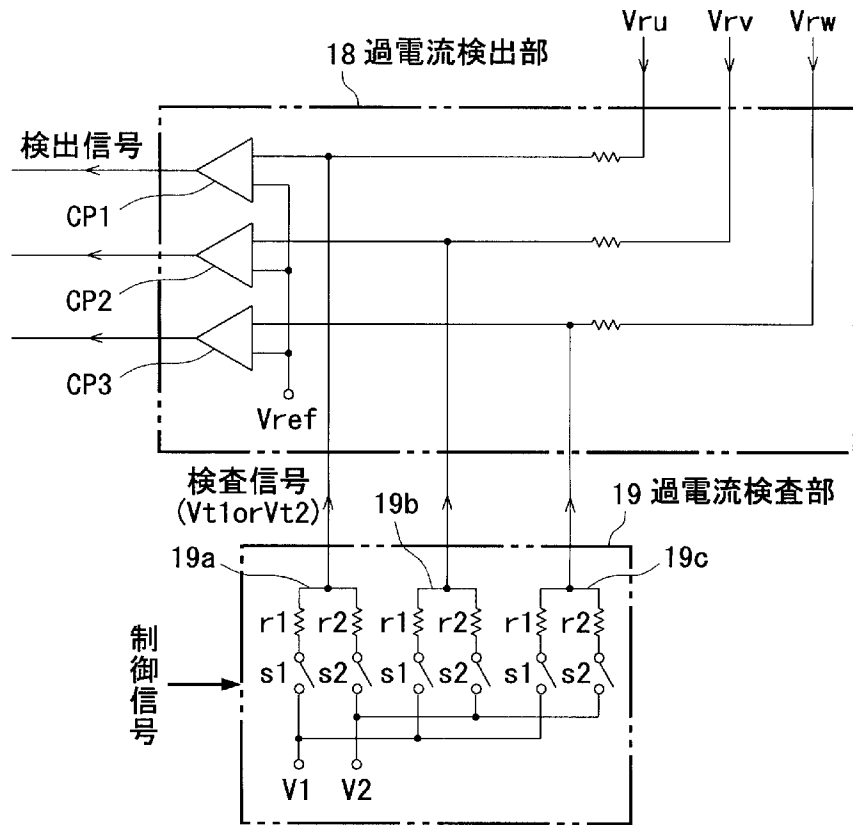 Vru Vrv Vrw
18 過電流検出部
検出信号
CP1
CP2
CP3
Vref
検査信号
(Vt1orVt2)
19 過電流検査部
19a
19b
19c
r1 r2 r1 r2 r1 r2
s1 s2 s1 s2 s1 s2
制御信号
V1 V2